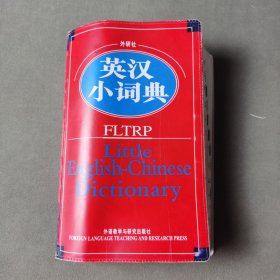 外研社
英汉
小词典
FLTRP
Little
English-Chinese
Dictionary
外语教学与研究出版社
FOREIGN LANGUAGE TEACHING AND RESEARCH PRESS